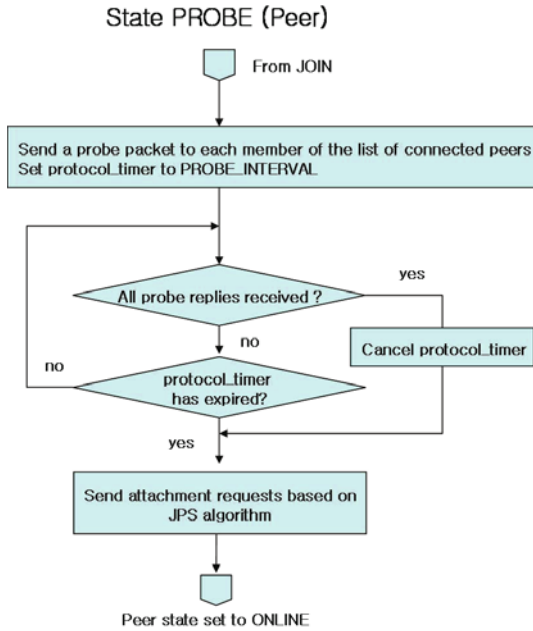 State PROBE (Peer)
From JOIN
Send a probe packet to each member of the list of connected peers
Set protocol_timer to PROBE_INTERVAL
All probe replies received ?
yes
no
Cancel protocol_timer
no
protocol_timer
has expired?
yes
Send attachment requests based on
JPS algorithm
Peer state set to ONLINE